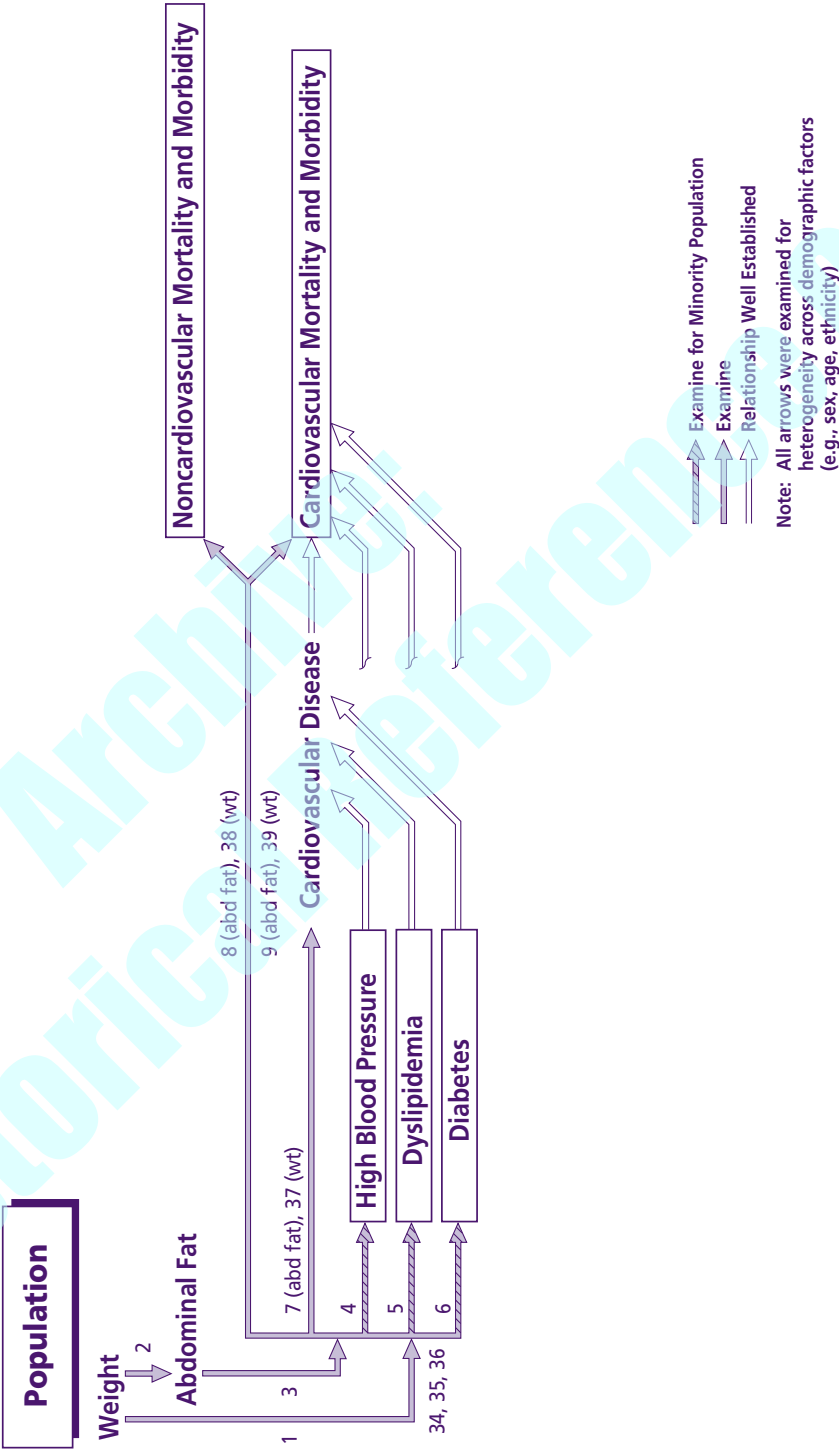 Population
Weight
1
2
Abdominal Fat
3
34, 35, 36
8 (abd fat), 38 (wt)
9 (abd fat), 39 (wt)
7 (abd fat), 37 (wt)
4
5
6
High Blood Pressure
Dyslipidemia
Diabetes
Cardiovascular Disease
Noncardiovascular Mortality and Morbidity
Cardiovascular Mortality and Morbidity
Examine for Minority Population
Examine
Relationship Well Established
Note: All arrows were examined for
heterogeneity across demographic factors
(e.g., sex, age, ethnicity)
Archive:
Reference